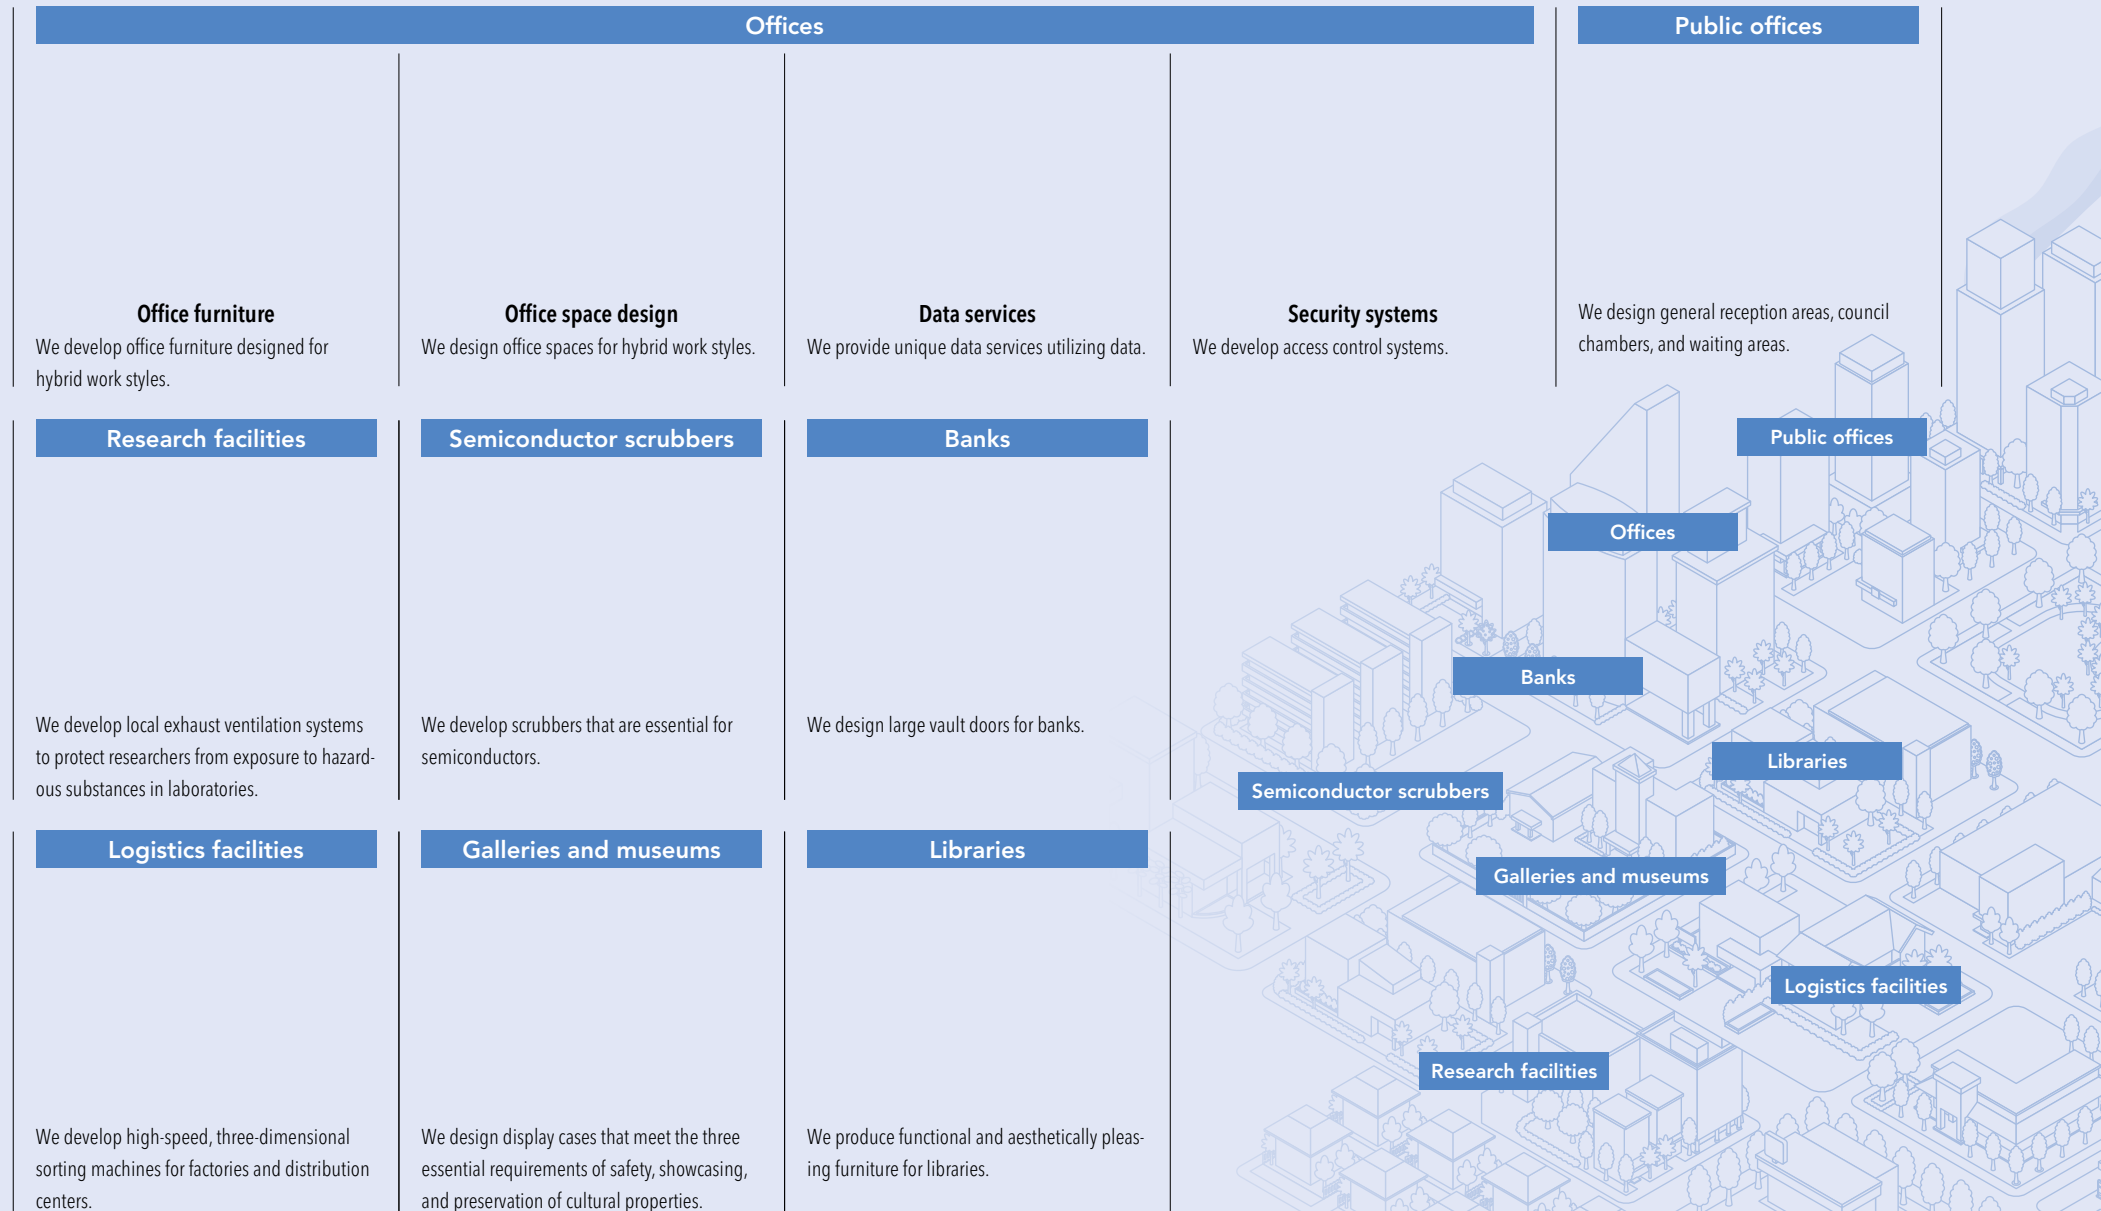 Offices
Public offices
Office furniture
We develop office furniture designed for
hybrid work styles.
Office space design
We design office spaces for hybrid work styles.
Data services
We provide unique data services utilizing data.
Security systems
We develop access control systems.
We design general reception areas, council
chambers, and waiting areas.
Research facilities
We develop local exhaust ventilation systems
to protect researchers from exposure to hazard-
ous substances in laboratories.
Semiconductor scrubbers
We develop scrubbers that are essential for
semiconductors.
Banks
We design large vault doors for banks.
Logistics facilities
We develop high-speed, three-dimensional
sorting machines for factories and distribution
centers.
Galleries and museums
We design display cases that meet the three
essential requirements of safety, showcasing,
and preservation of cultural properties.
Libraries
We produce functional and aesthetically pleas-
ing furniture for libraries.
Public offices
Offices
Banks
Libraries
Semiconductor scrubbers
Galleries and museums
Logistics facilities
Research facilities